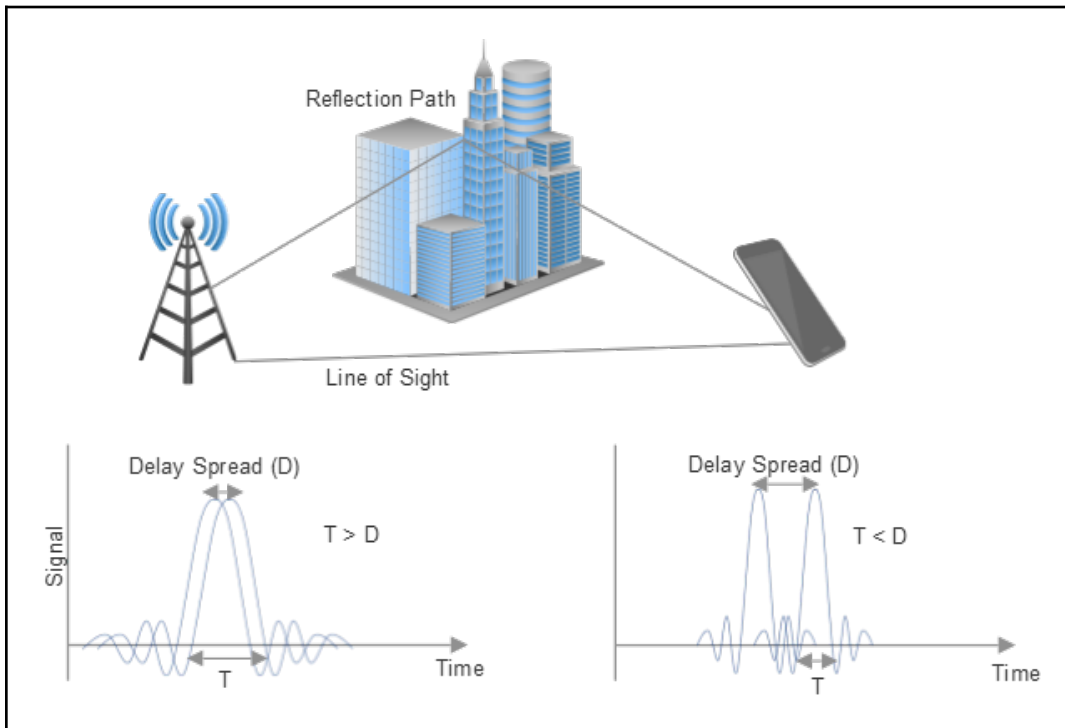 Reflection Path
Line of Sight
Delay Spread (D)
T > D
Signal
T
Time
Delay Spread (D)
T < D
T
Time